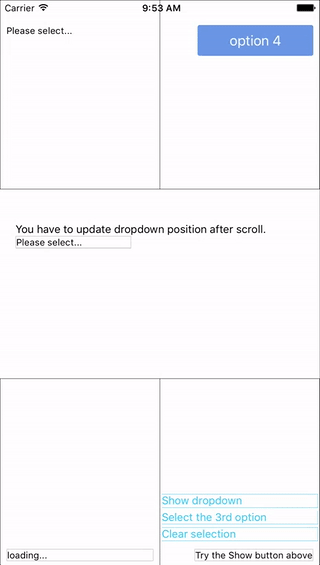 Carrier 9:53 AM
Please select...
option 4
You have to update dropdown position after scroll.
Please select...
Show dropdown
Select the 3rd option
Clear selection
loading...
Try the Show button above